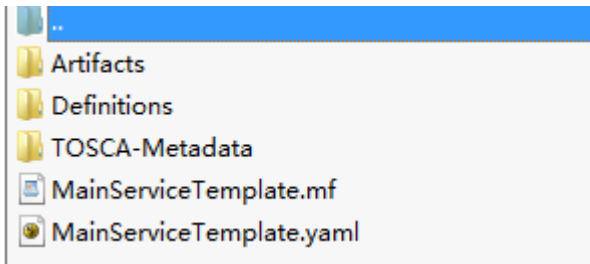 ..
Artifacts
Definitions
TOSCA-Metadata
MainServiceTemplate.mf
MainServiceTemplate.yaml